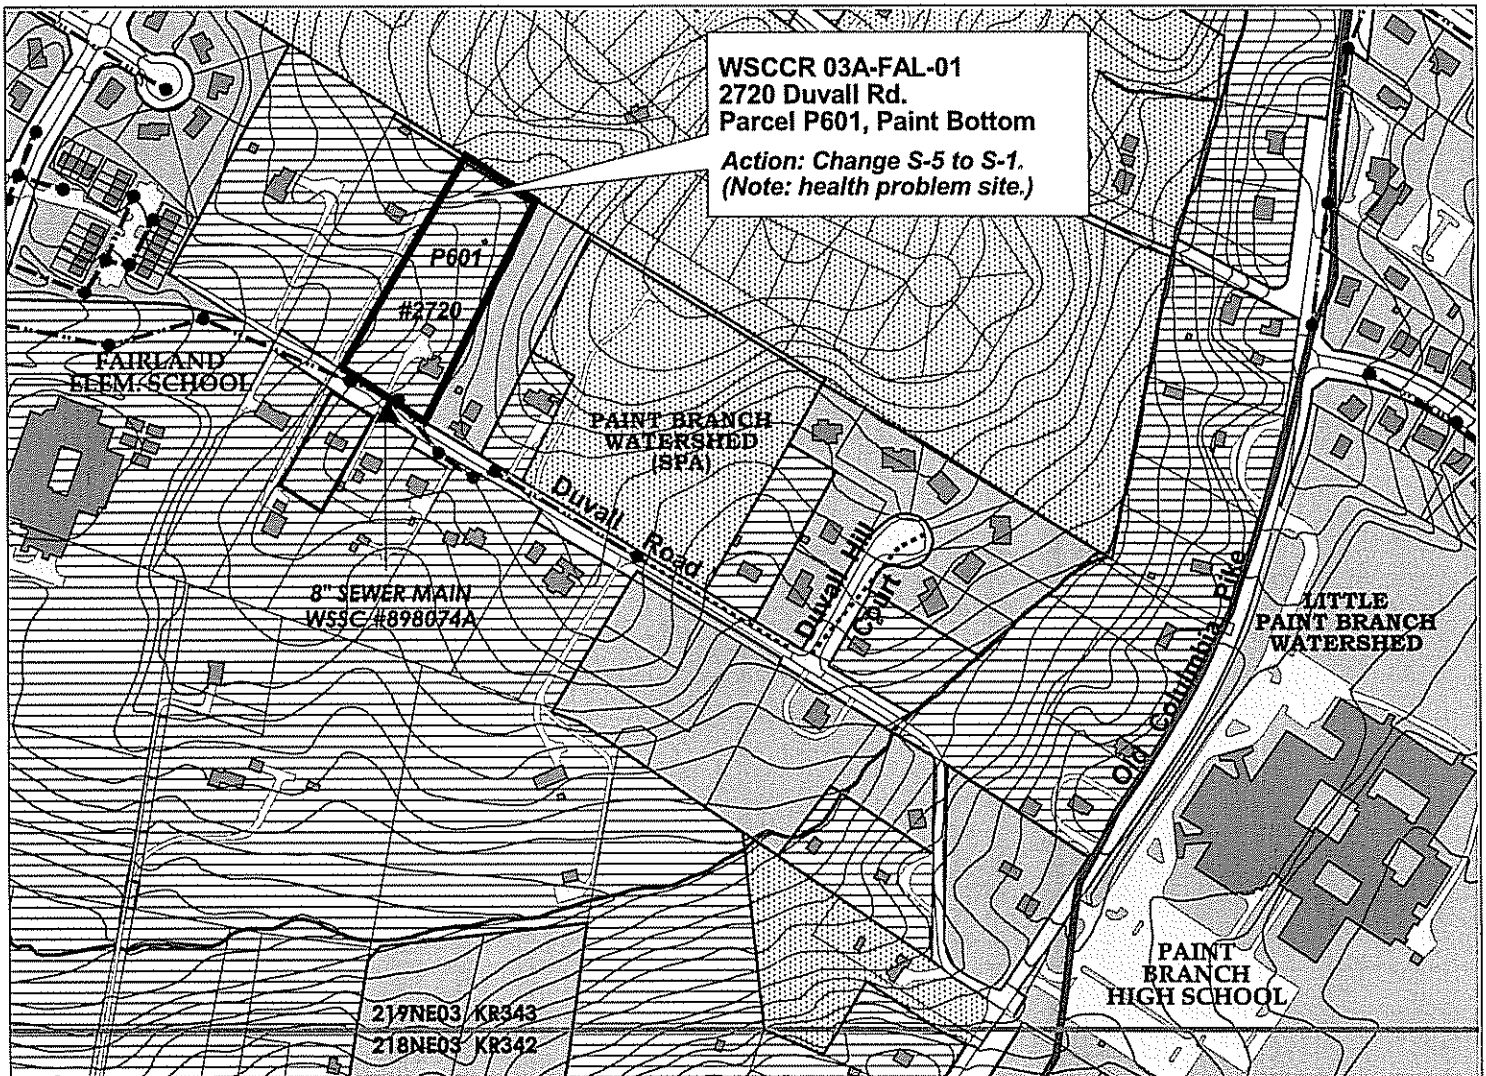 WSCCR 03A-FAL-01
2720 Duvall Rd.
Parcel P601, Paint Bottom
Action: Change S-5 to S-1.
(Note: health problem site.)
P601
#2720
FAIRLAND
ELEM. SCHOOL
PAINT BRANCH
WATERSHED
(SPA)
Duvall
Road
Duvall Hill
Court
8" SEWER MAIN
WSSC #898074A
Old Columbia Pike
LITTLE
PAINT BRANCH
WATERSHED
PAINT
BRANCH
HIGH SCHOOL
219NE03 KR343
218NE03 KR342